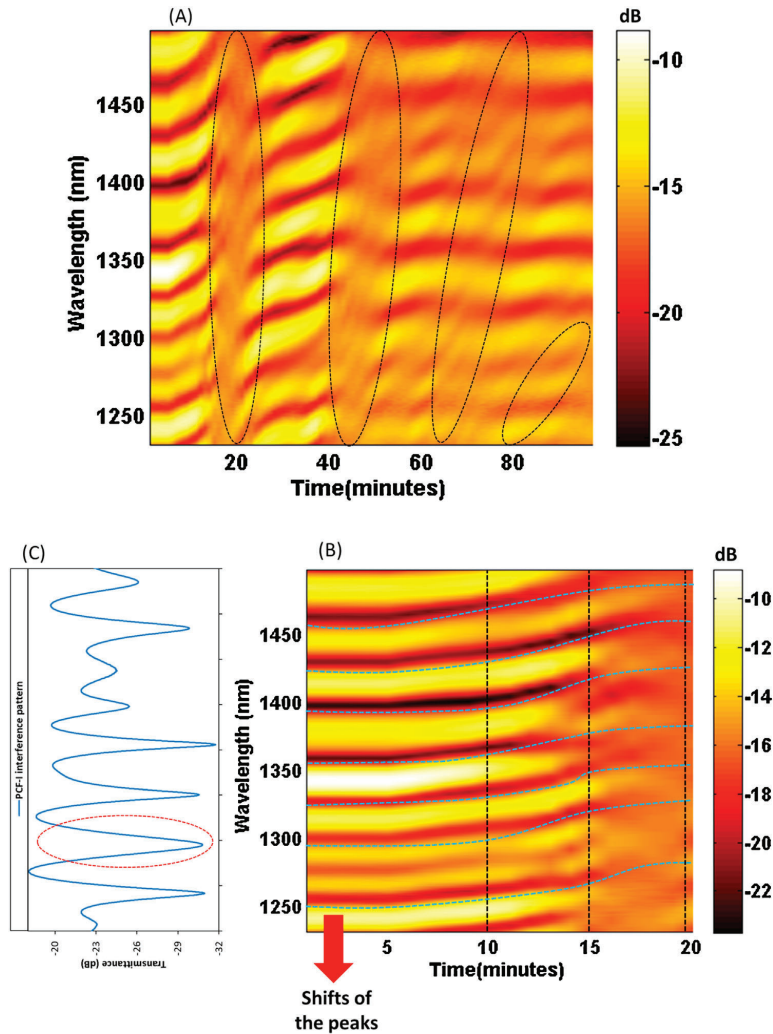 (A)
dB
Wavelength (nm)
1450
1400
1350
1300
1250
20
40
60
80
Time(minutes)
-10
-15
-20
-25
(C)
PCF-I interference pattern
-20
-23
-26
-29
-32
Transmittance (dB)
(B)
dB
Wavelength (nm)
1450
1400
1350
1300
1250
5
10
15
20
Time(minutes)
-10
-12
-14
-16
-18
-20
-22
Shifts of
the peaks